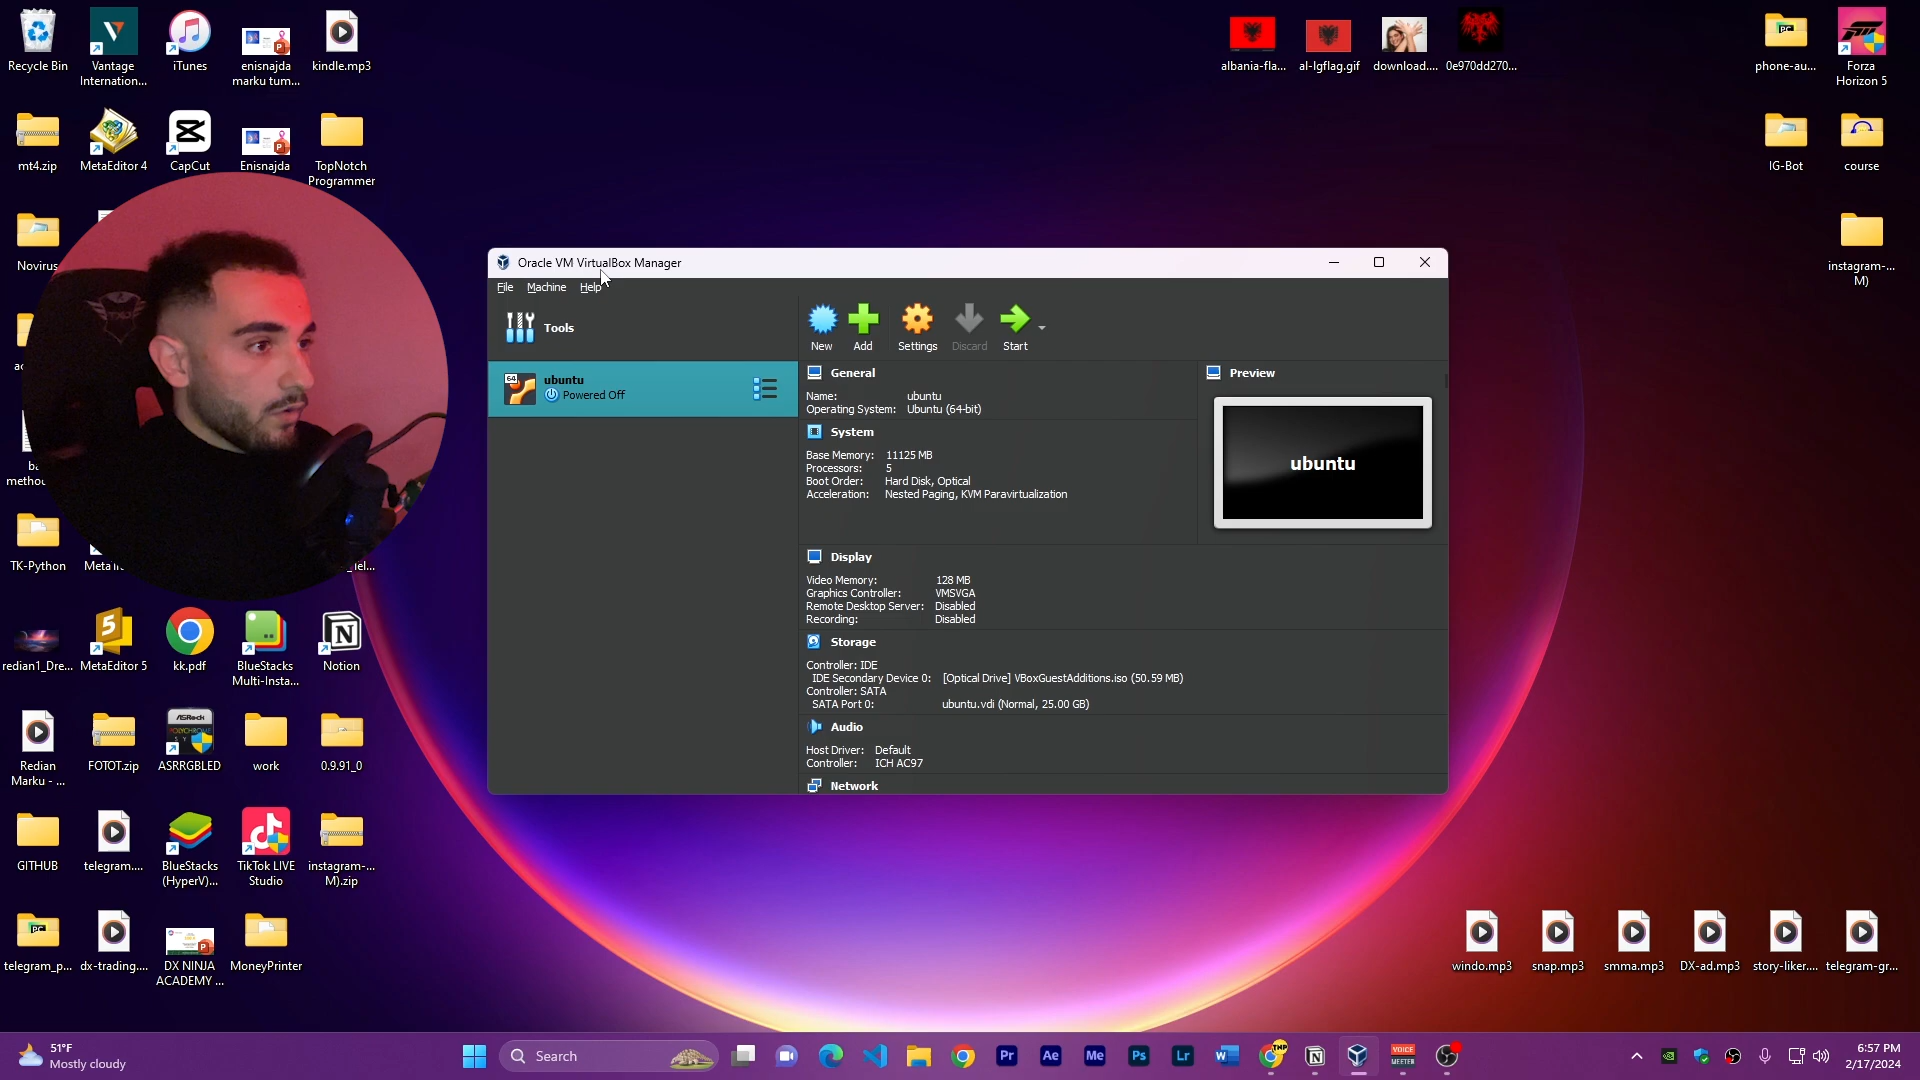 Recycle Bin
Vantage
Internation...
iTunes
enisnajda
marku tum...
kindle.mp3
mt4.zip
MetaEditor 4
CapCut
Enisnajda
TopNotch
Programmer
Novirus
TK-Python
redian1_Dre...
MetaEditor 5
kk.pdf
BlueStacks
Multi-Insta...
Notion
Redian
Marku - ...
FOTOT.zip
ASRRGBLED
work
0.9.91_0
GITHUB
telegram....
BlueStacks
(HyperV)...
TikTok LIVE
Studio
instagram-...
M).zip
telegram_p...
dx-trading....
DX NINJA
ACADEMY ...
MoneyPrinter
albania-fla...
al-lgflag.gif
download....
0e970dd270...
phone-au...
Forza
Horizon 5
IG-Bot
course
instagram-...
M)
Oracle VM VirtualBox Manager
File
Machine
Help
Tools
New
Add
Settings
Discard
Start
64
ubuntu
Powered Off
General
Name: ubuntu
Operating System: Ubuntu (64-bit)
System
Base Memory: 11125 MB
Processors: 5
Boot Order: Hard Disk, Optical
Acceleration: Nested Paging, KVM Paravirtualization
Preview
ubuntu
Display
Video Memory: 128 MB
Graphics Controller: VMSVGA
Remote Desktop Server: Disabled
Recording: Disabled
Storage
Controller: IDE
IDE Secondary Device 0: [Optical Drive] VBoxGuestAdditions.iso (50.59 MB)
Controller: SATA
SATA Port 0: ubuntu.vdi (Normal, 25.00 GB)
Audio
Host Driver: Default
Controller: ICH AC97
Network
windo.mp3
snap.mp3
smma.mp3
DX-ad.mp3
story-liker....
telegram-gr...
51°F
Mostly cloudy
Search
Pr
Ae
Me
Ps
Lr
TNP
VOICE
MEETER
6:57 PM
2/17/2024